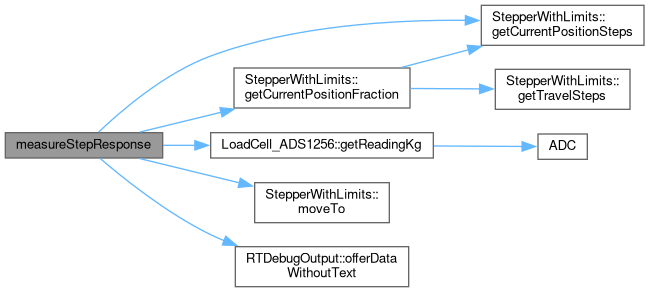 measureStepResponse
StepperWithLimits::
getCurrentPositionSteps
StepperWithLimits::
getCurrentPositionFraction
StepperWithLimits::
getTravelSteps
LoadCell_ADS1256::getReadingKg
ADC
StepperWithLimits::
moveTo
RTDebugOutput::offerData
WithoutText